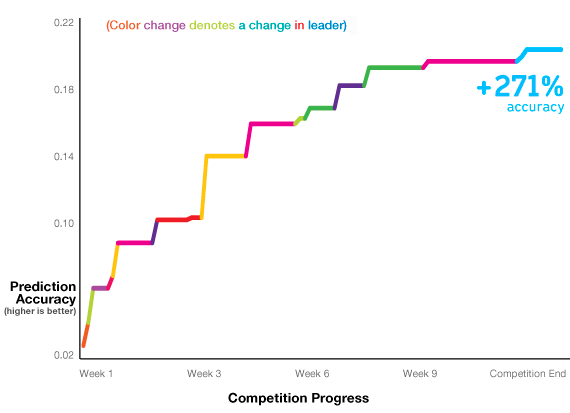 0.22
(Color change denotes a change in leader)
0.18
+271%
accuracy
0.14
0.10
Prediction
Accuracy
(higher is better)
0.02
Week 1
Week 3
Week 6
Week 9
Competition End
Competition Progress